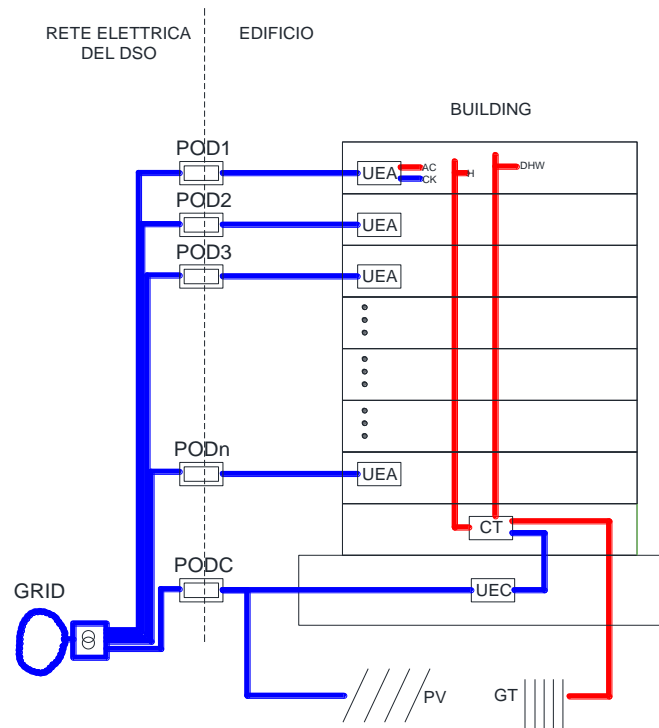 RETE ELETTRICA
DEL DSO
EDIFICIO
BUILDING
POD1
UEA
AC
CK
H
DHW
POD2
UEA
POD3
UEA
PODn
UEA
CT
PODC
GRID
UEC
PV
GT